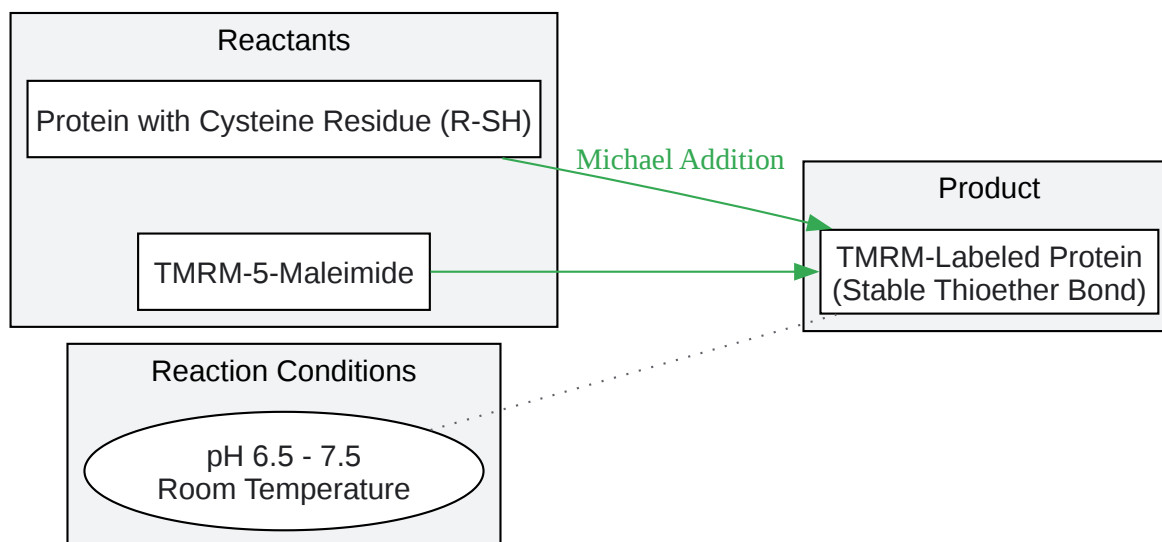 Reactants
Protein with Cysteine Residue (R-SH)
Michael Addition
TMRM-5-Maleimide
Product
TMRM-Labeled Protein
(Stable Thioether Bond)
Reaction Conditions
pH 6.5 - 7.5
Room Temperature